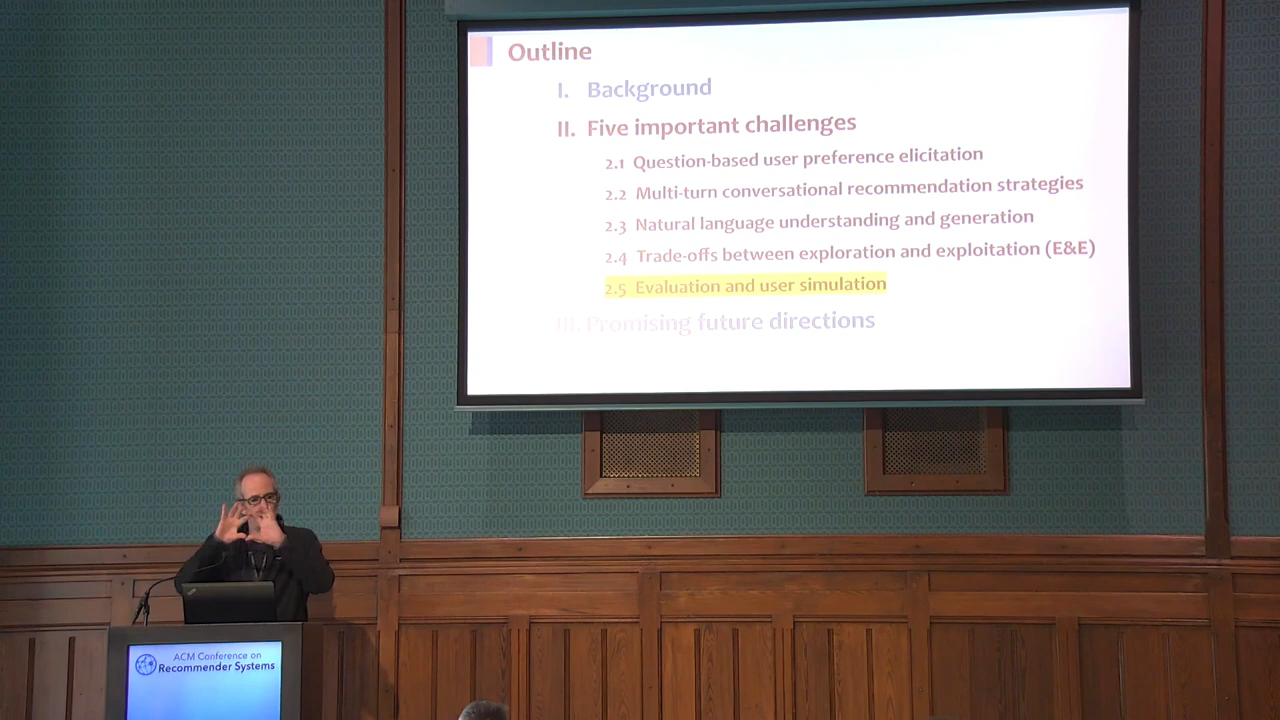 Outline
I. Background
II. Five important challenges
2.1 Question-based user preference elicitation
2.2 Multi-turn conversational recommendation strategies
2.3 Natural language understanding and generation
2.4 Trade-offs between exploration and exploitation (E&E)
2.5 Evaluation and user simulation
III. Promising future directions
ACM Conference on
Recommender Systems